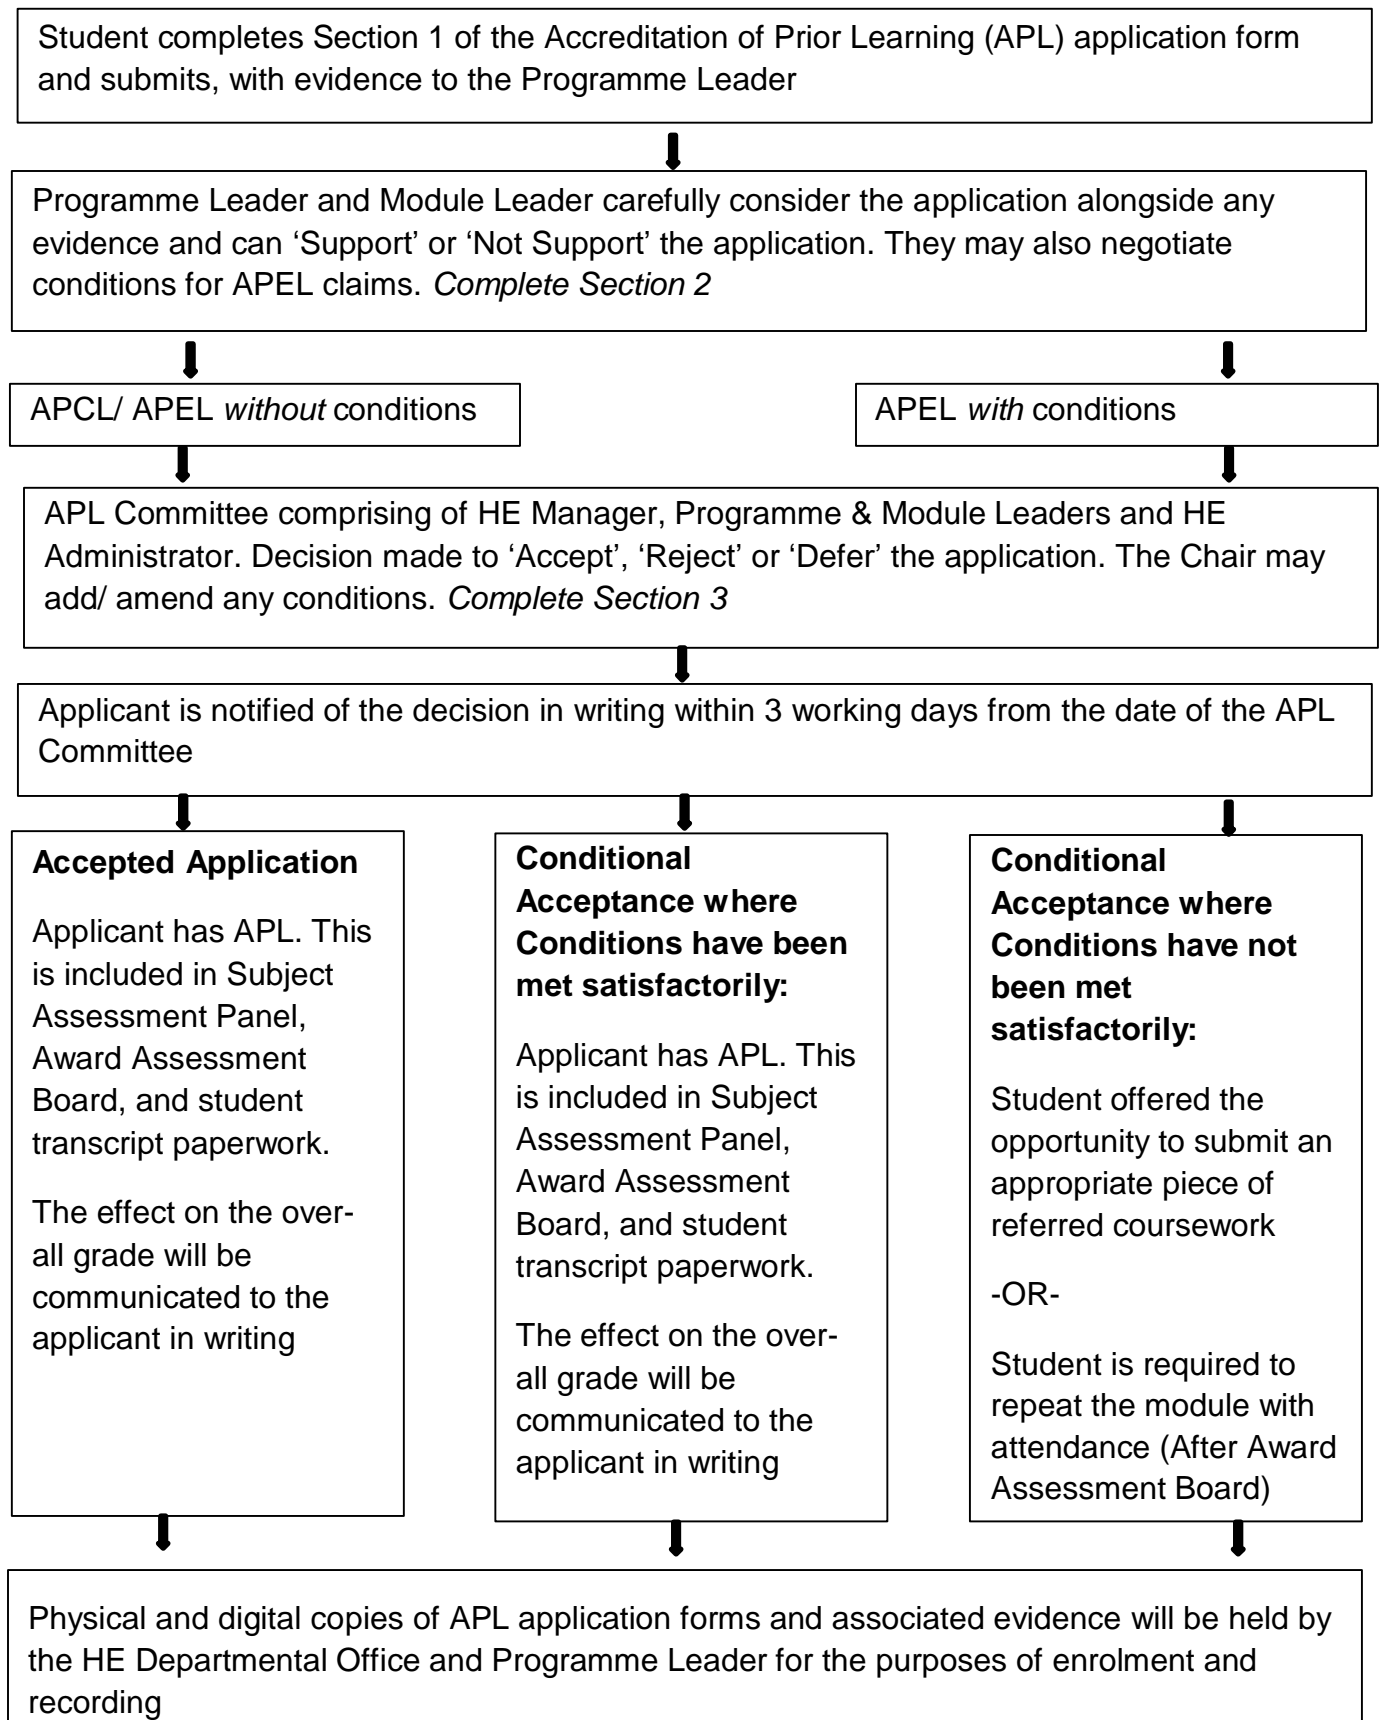 Student completes Section 1 of the Accreditation of Prior Learning (APL) application form
and submits, with evidence to the Programme Leader
Programme Leader and Module Leader carefully consider the application alongside any
evidence and can ‘Support’ or ‘Not Support’ the application. They may also negotiate
conditions for APEL claims. Complete Section 2
APCL/ APEL without conditions
APEL with conditions
APL Committee comprising of HE Manager, Programme & Module Leaders and HE
Administrator. Decision made to ‘Accept’, ‘Reject’ or ‘Defer’ the application. The Chair may
add/ amend any conditions. Complete Section 3
Applicant is notified of the decision in writing within 3 working days from the date of the APL
Committee
Accepted Application
Applicant has APL. This
is included in Subject
Assessment Panel,
Award Assessment
Board, and student
transcript paperwork.
The effect on the over-
all grade will be
communicated to the
applicant in writing
Conditional
Acceptance where
Conditions have been
met satisfactorily:
Applicant has APL. This
is included in Subject
Assessment Panel,
Award Assessment
Board, and student
transcript paperwork.
The effect on the over-
all grade will be
communicated to the
applicant in writing
Conditional
Acceptance where
Conditions have not
been met
satisfactorily:
Student offered the
opportunity to submit an
appropriate piece of
referred coursework
-OR-
Student is required to
repeat the module with
attendance (After Award
Assessment Board)
Physical and digital copies of APL application forms and associated evidence will be held by
the HE Departmental Office and Programme Leader for the purposes of enrolment and
recording